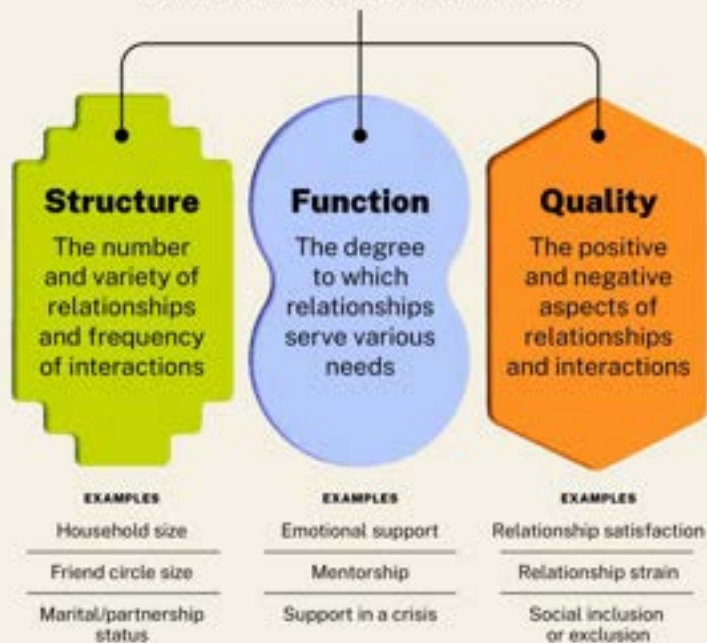 Structure
The number
and variety of
relationships
and frequency
of interactions
Function
The degree
to which
relationships
serve various
needs
Quality
The positive
and negative
aspects of
relationships
and interactions
EXAMPLES
Household size
Friend circle size
Marital/partnership
status
EXAMPLES
Emotional support
Mentorship
Support in a crisis
EXAMPLES
Relationship satisfaction
Relationship strain
Social inclusion
or exclusion